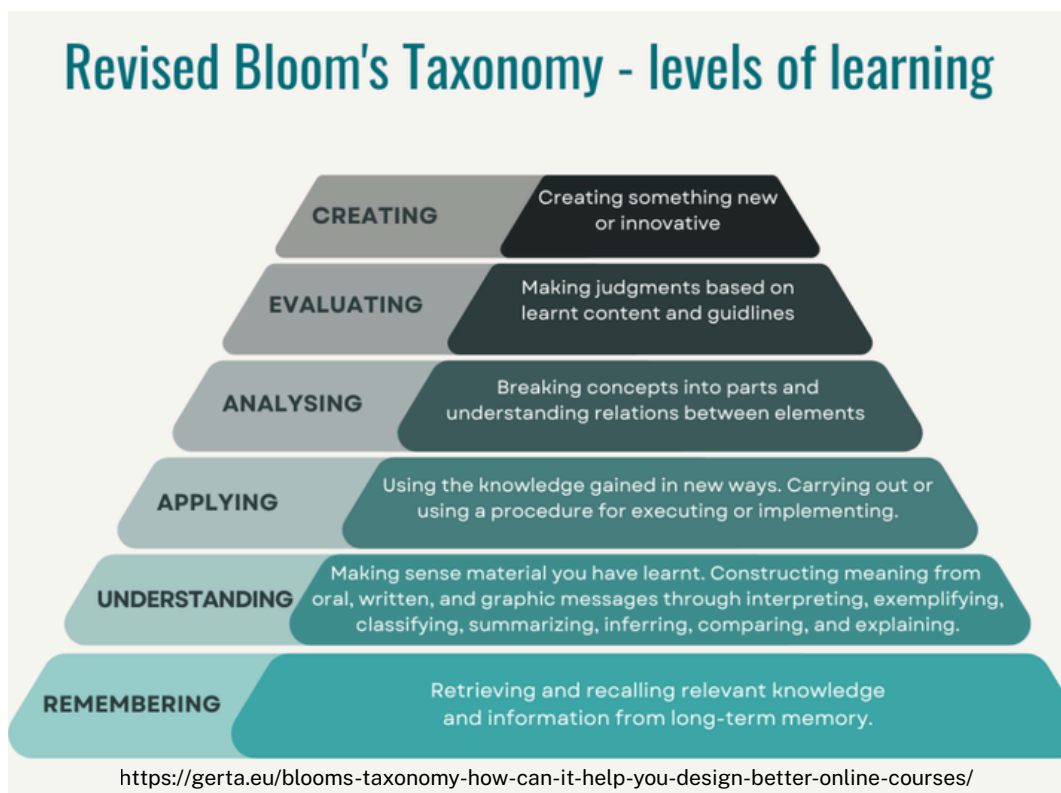 Revised Bloom's Taxonomy - levels of learning
CREATING
Creating something new
or innovative
EVALUATING
Making judgments based on
learnt content and guidlines
ANALYSING
Breaking concepts into parts and
understanding relations between elements
APPLYING
Using the knowledge gained in new ways. Carrying out or
using a procedure for executing or implementing.
UNDERSTANDING
Making sense material you have learnt. Constructing meaning from
oral, written, and graphic messages through interpreting, exemplifying,
classifying, summarizing, inferring, comparing, and explaining.
REMEMBERING
Retrieving and recalling relevant knowledge
and information from long-term memory.
https://gerta.eu/blooms-taxonomy-how-can-it-help-you-design-better-online-courses/